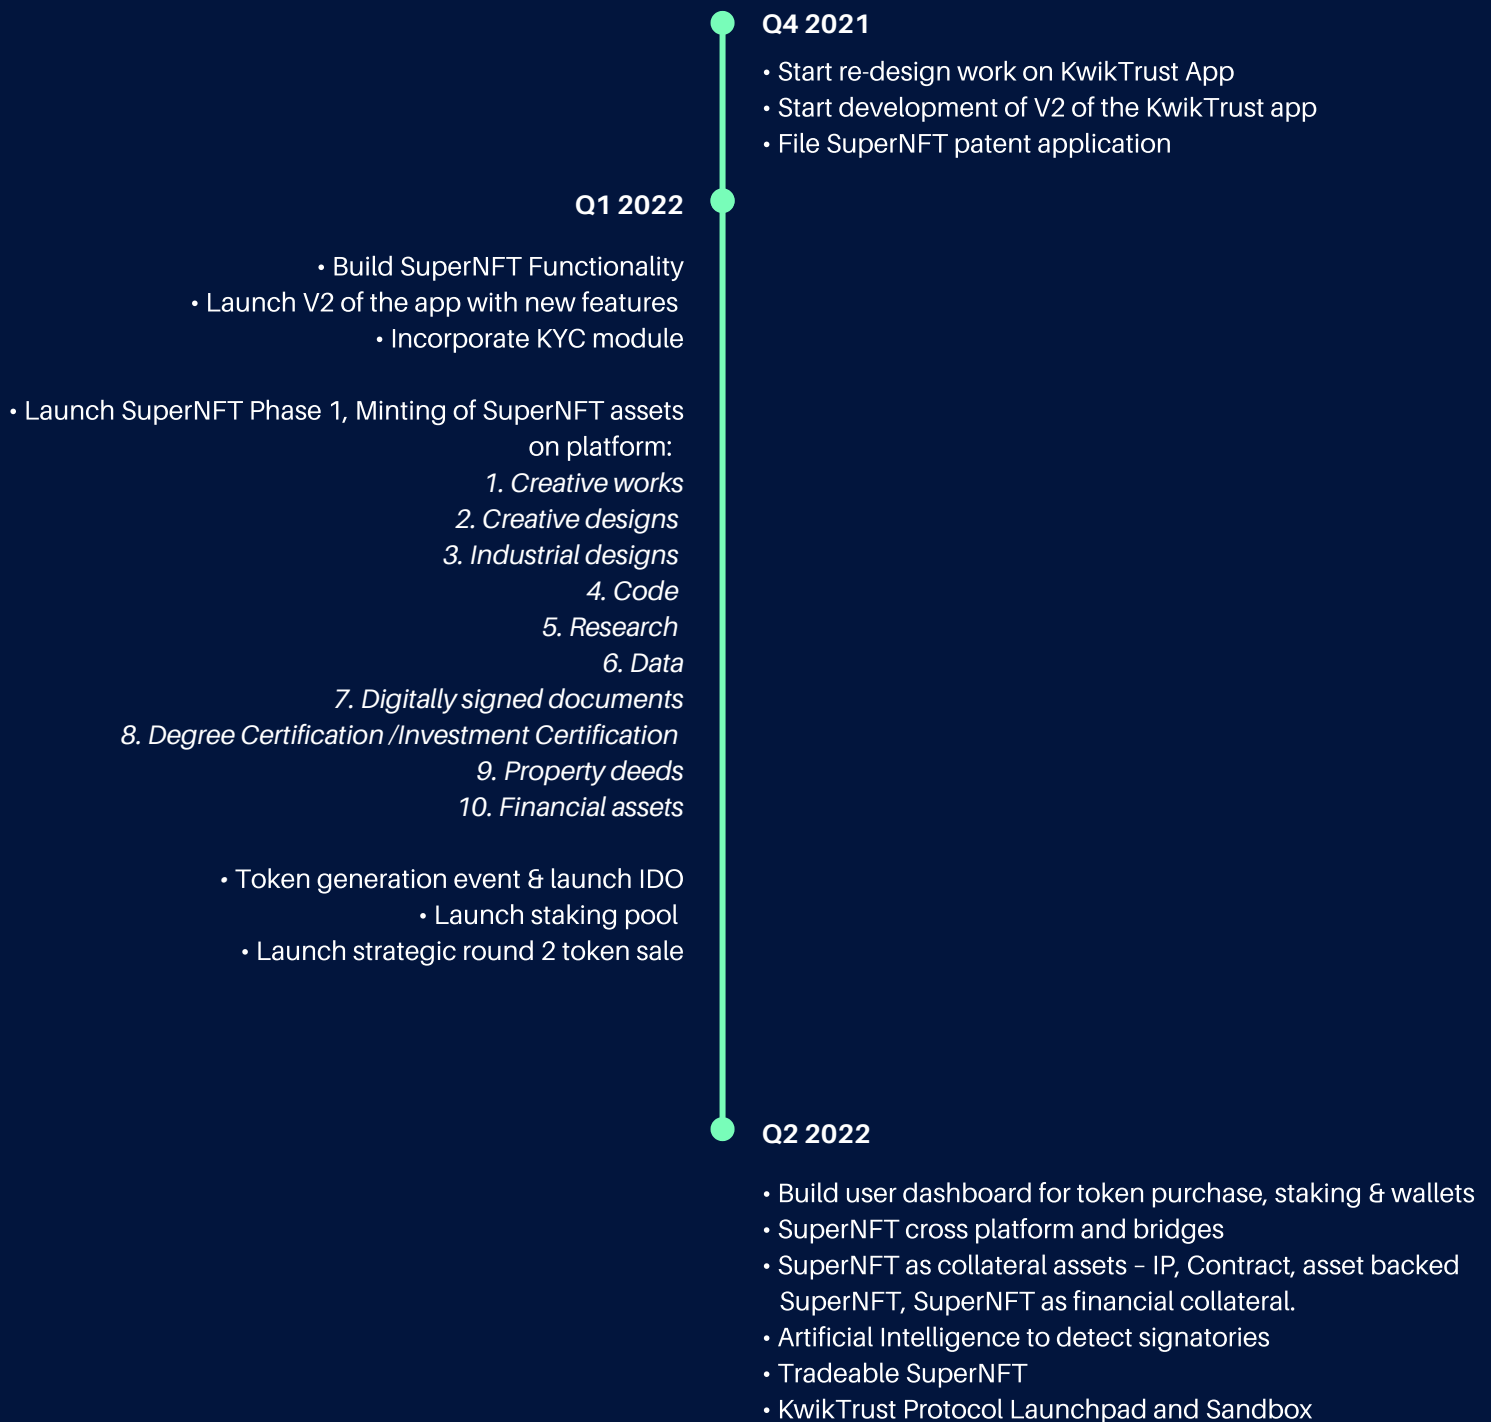 Q4 2021
• Start re-design work on KwikTrust App
• Start development of V2 of the KwikTrust app
• File SuperNFT patent application
Q1 2022
• Build SuperNFT Functionality
• Launch V2 of the app with new features
• Incorporate KYC module
• Launch SuperNFT Phase 1, Minting of SuperNFT assets
on platform:
1. Creative works
2. Creative designs
3. Industrial designs
4. Code
5. Research
6. Data
7. Digitally signed documents
8. Degree Certification /Investment Certification
9. Property deeds
10. Financial assets
• Token generation event & launch IDO
• Launch staking pool
• Launch strategic round 2 token sale
Q2 2022
• Build user dashboard for token purchase, staking & wallets
• SuperNFT cross platform and bridges
• SuperNFT as collateral assets – IP, Contract, asset backed
SuperNFT, SuperNFT as financial collateral.
• Artificial Intelligence to detect signatories
• Tradeable SuperNFT
• KwikTrust Protocol Launchpad and Sandbox